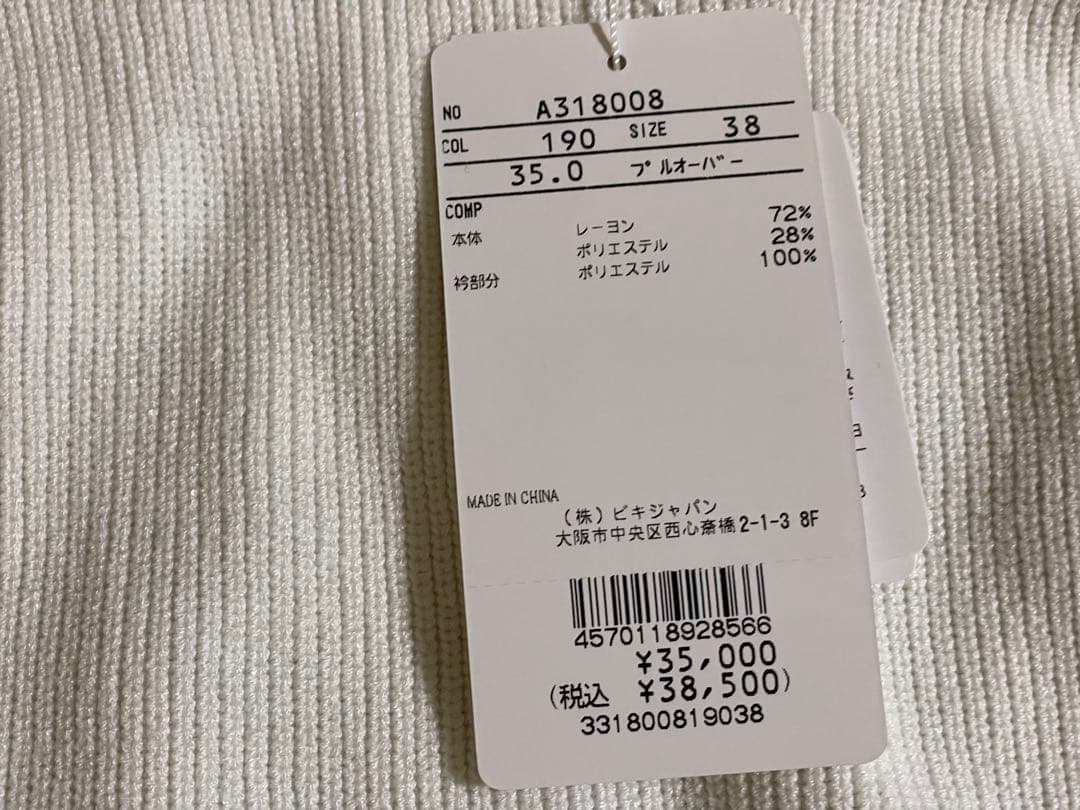 NO A318008
COL 190 SIZE 38
35.0 プルオーバー
COMP
本体 レーヨン 72%
ポリエステル 28%
衿部分 ポリエステル 100%
MADE IN CHINA
(株)ビキジャパン
大阪市中央区西心斎橋2-1-3 8F
4570118928566
¥35,000
(税込 ¥38,500)
331800819038